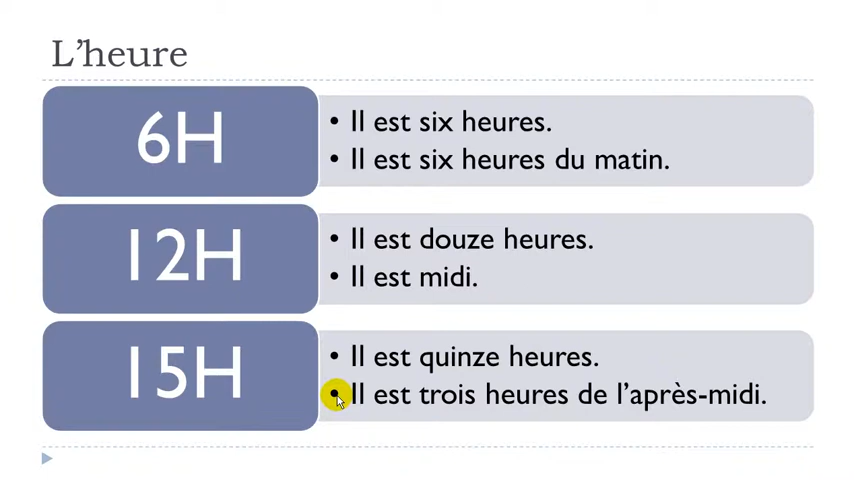 L’heure
6H
• Il est six heures.
• Il est six heures du matin.
12H
• Il est douze heures.
• Il est midi.
15H
• Il est quinze heures.
• Il est trois heures de l’après-midi.